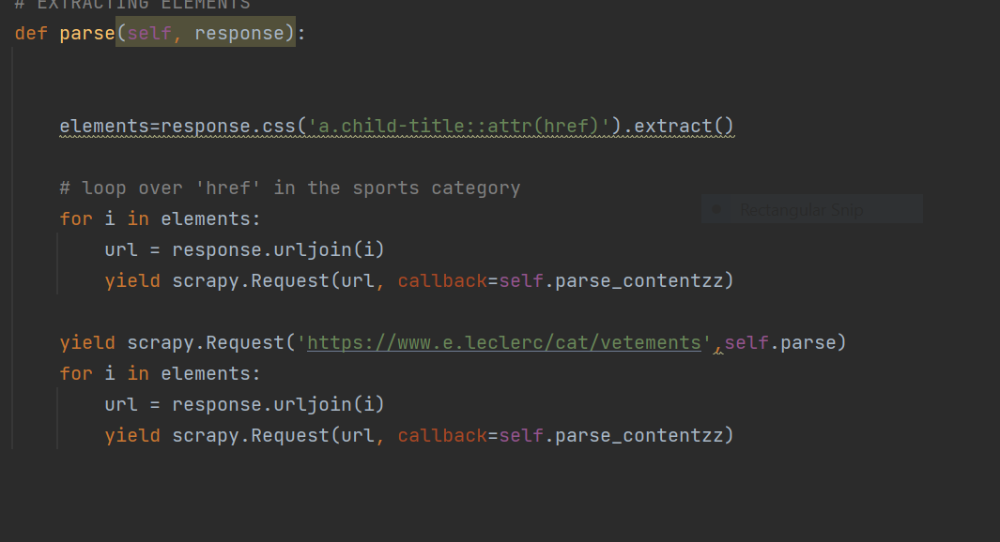 # EXTRACTING ELEMENTS
def parse(self, response):
elements=response.css('a.child-title::attr(href)').extract()
# loop over 'href' in the sports category
Rectangular Snip
for i in elements:
url = response.urljoin(i)
yield scrapy.Request(url, callback=self.parse_contentzz)
yield scrapy.Request('https://www.e.leclerc/cat/vetements',self.parse)
for i in elements:
url = response.urljoin(i)
yield scrapy.Request(url, callback=self.parse_contentzz)